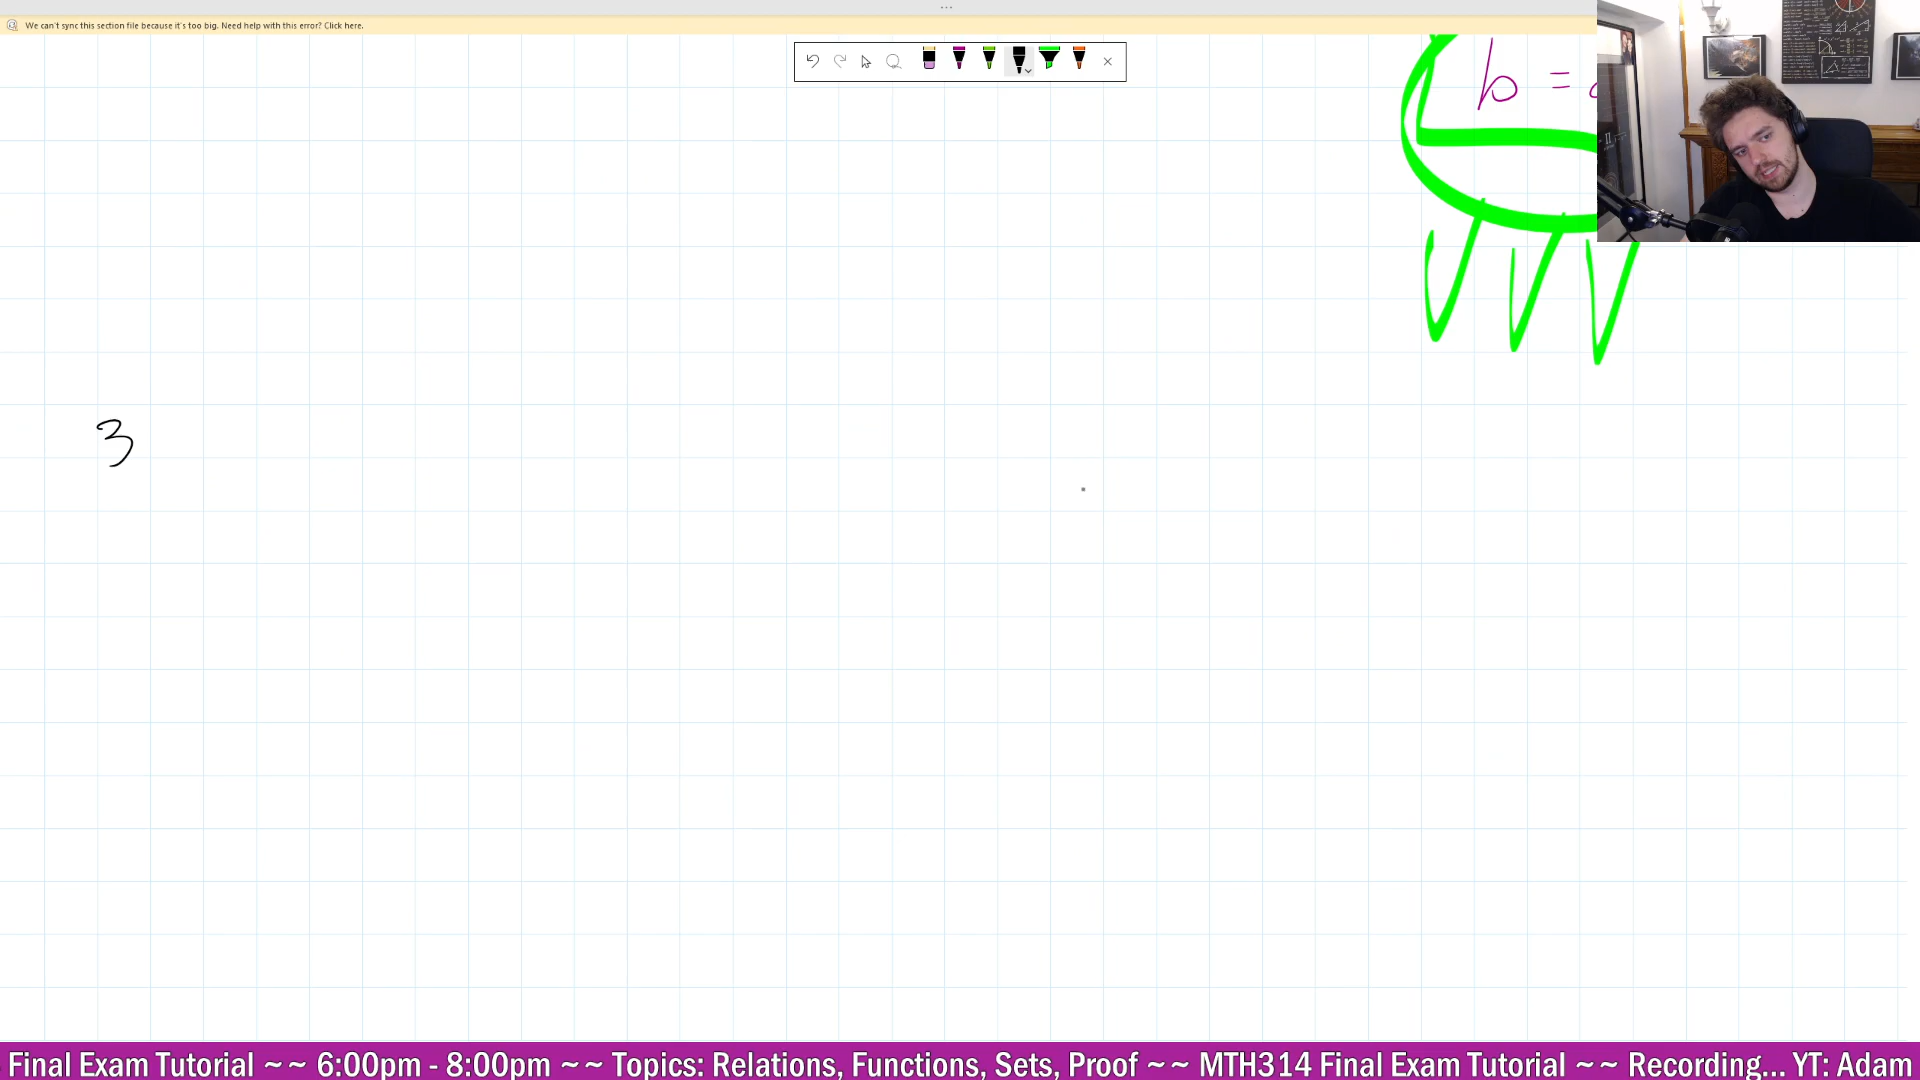 We can't sync this section file because it's too big. Need help with this error? Click here.
b =
3
Final Exam Tutorial ~~ 6:00pm - 8:00pm ~~ Topics: Relations, Functions, Sets, Proof ~~ MTH314 Final Exam Tutorial ~~ Recording... YT: Adam